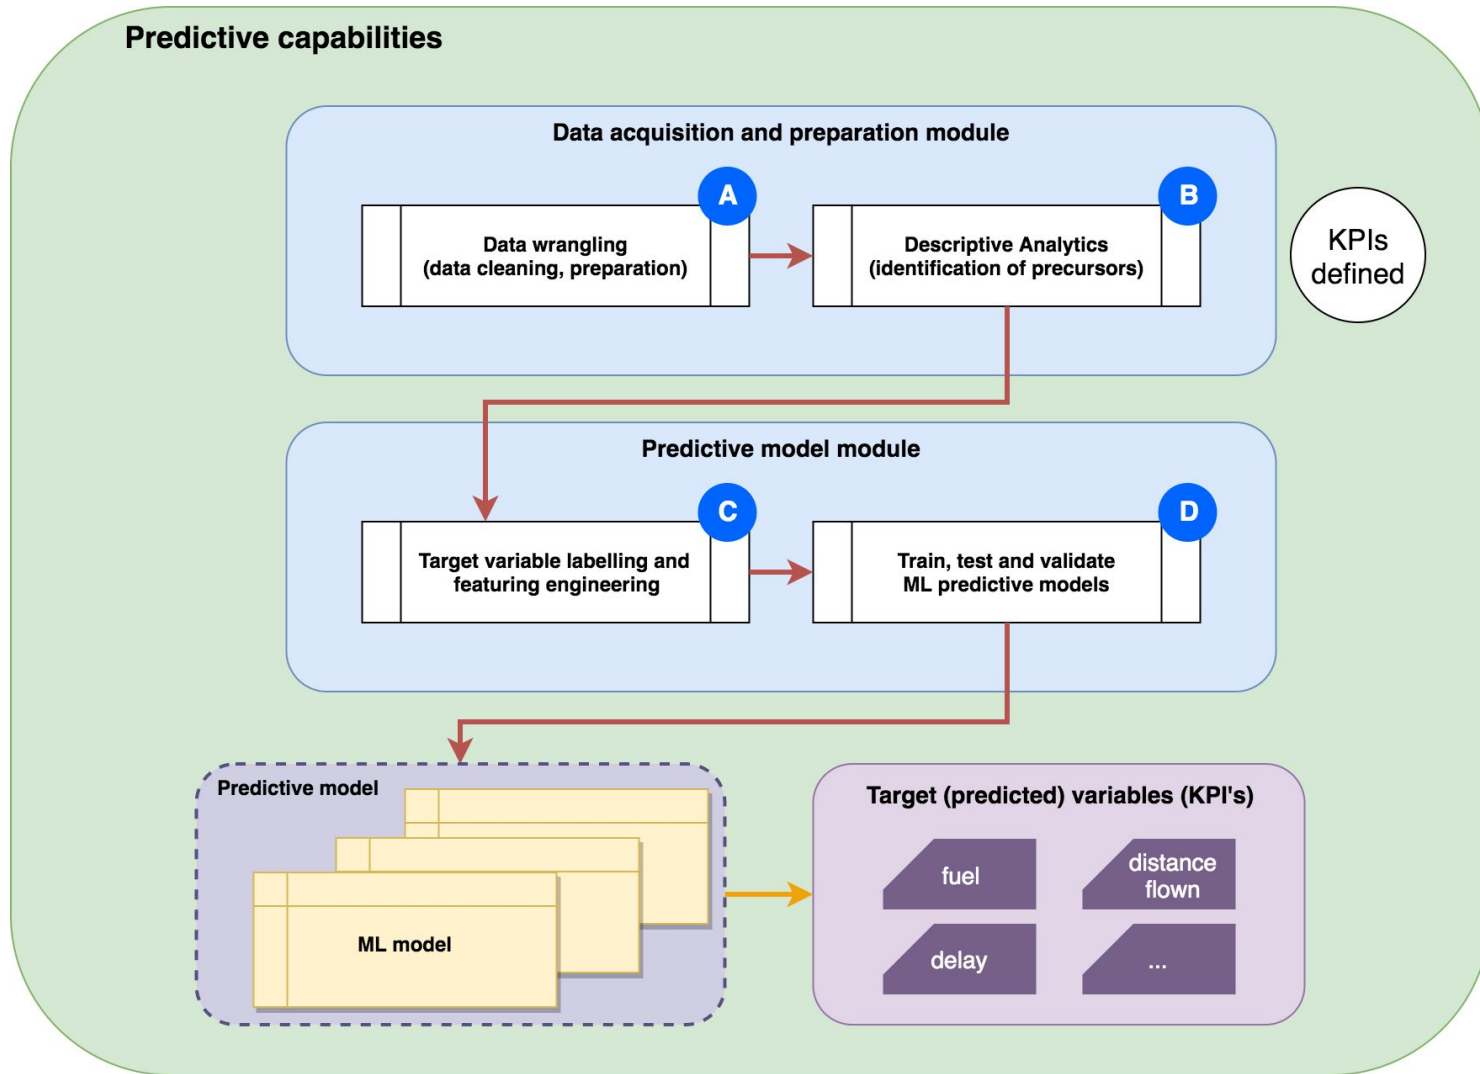 Predictive capabilities
Data acquisition and preparation module
A
B
Data wrangling
(data cleaning, preparation)
Descriptive Analytics
(identification of precursors)
KPIs
defined
Predictive model module
C
D
Target variable labelling and
featuring engineering
Train, test and validate
ML predictive models
Predictive model
ML model
Target (predicted) variables (KPI's)
fuel
distance
flown
delay
...